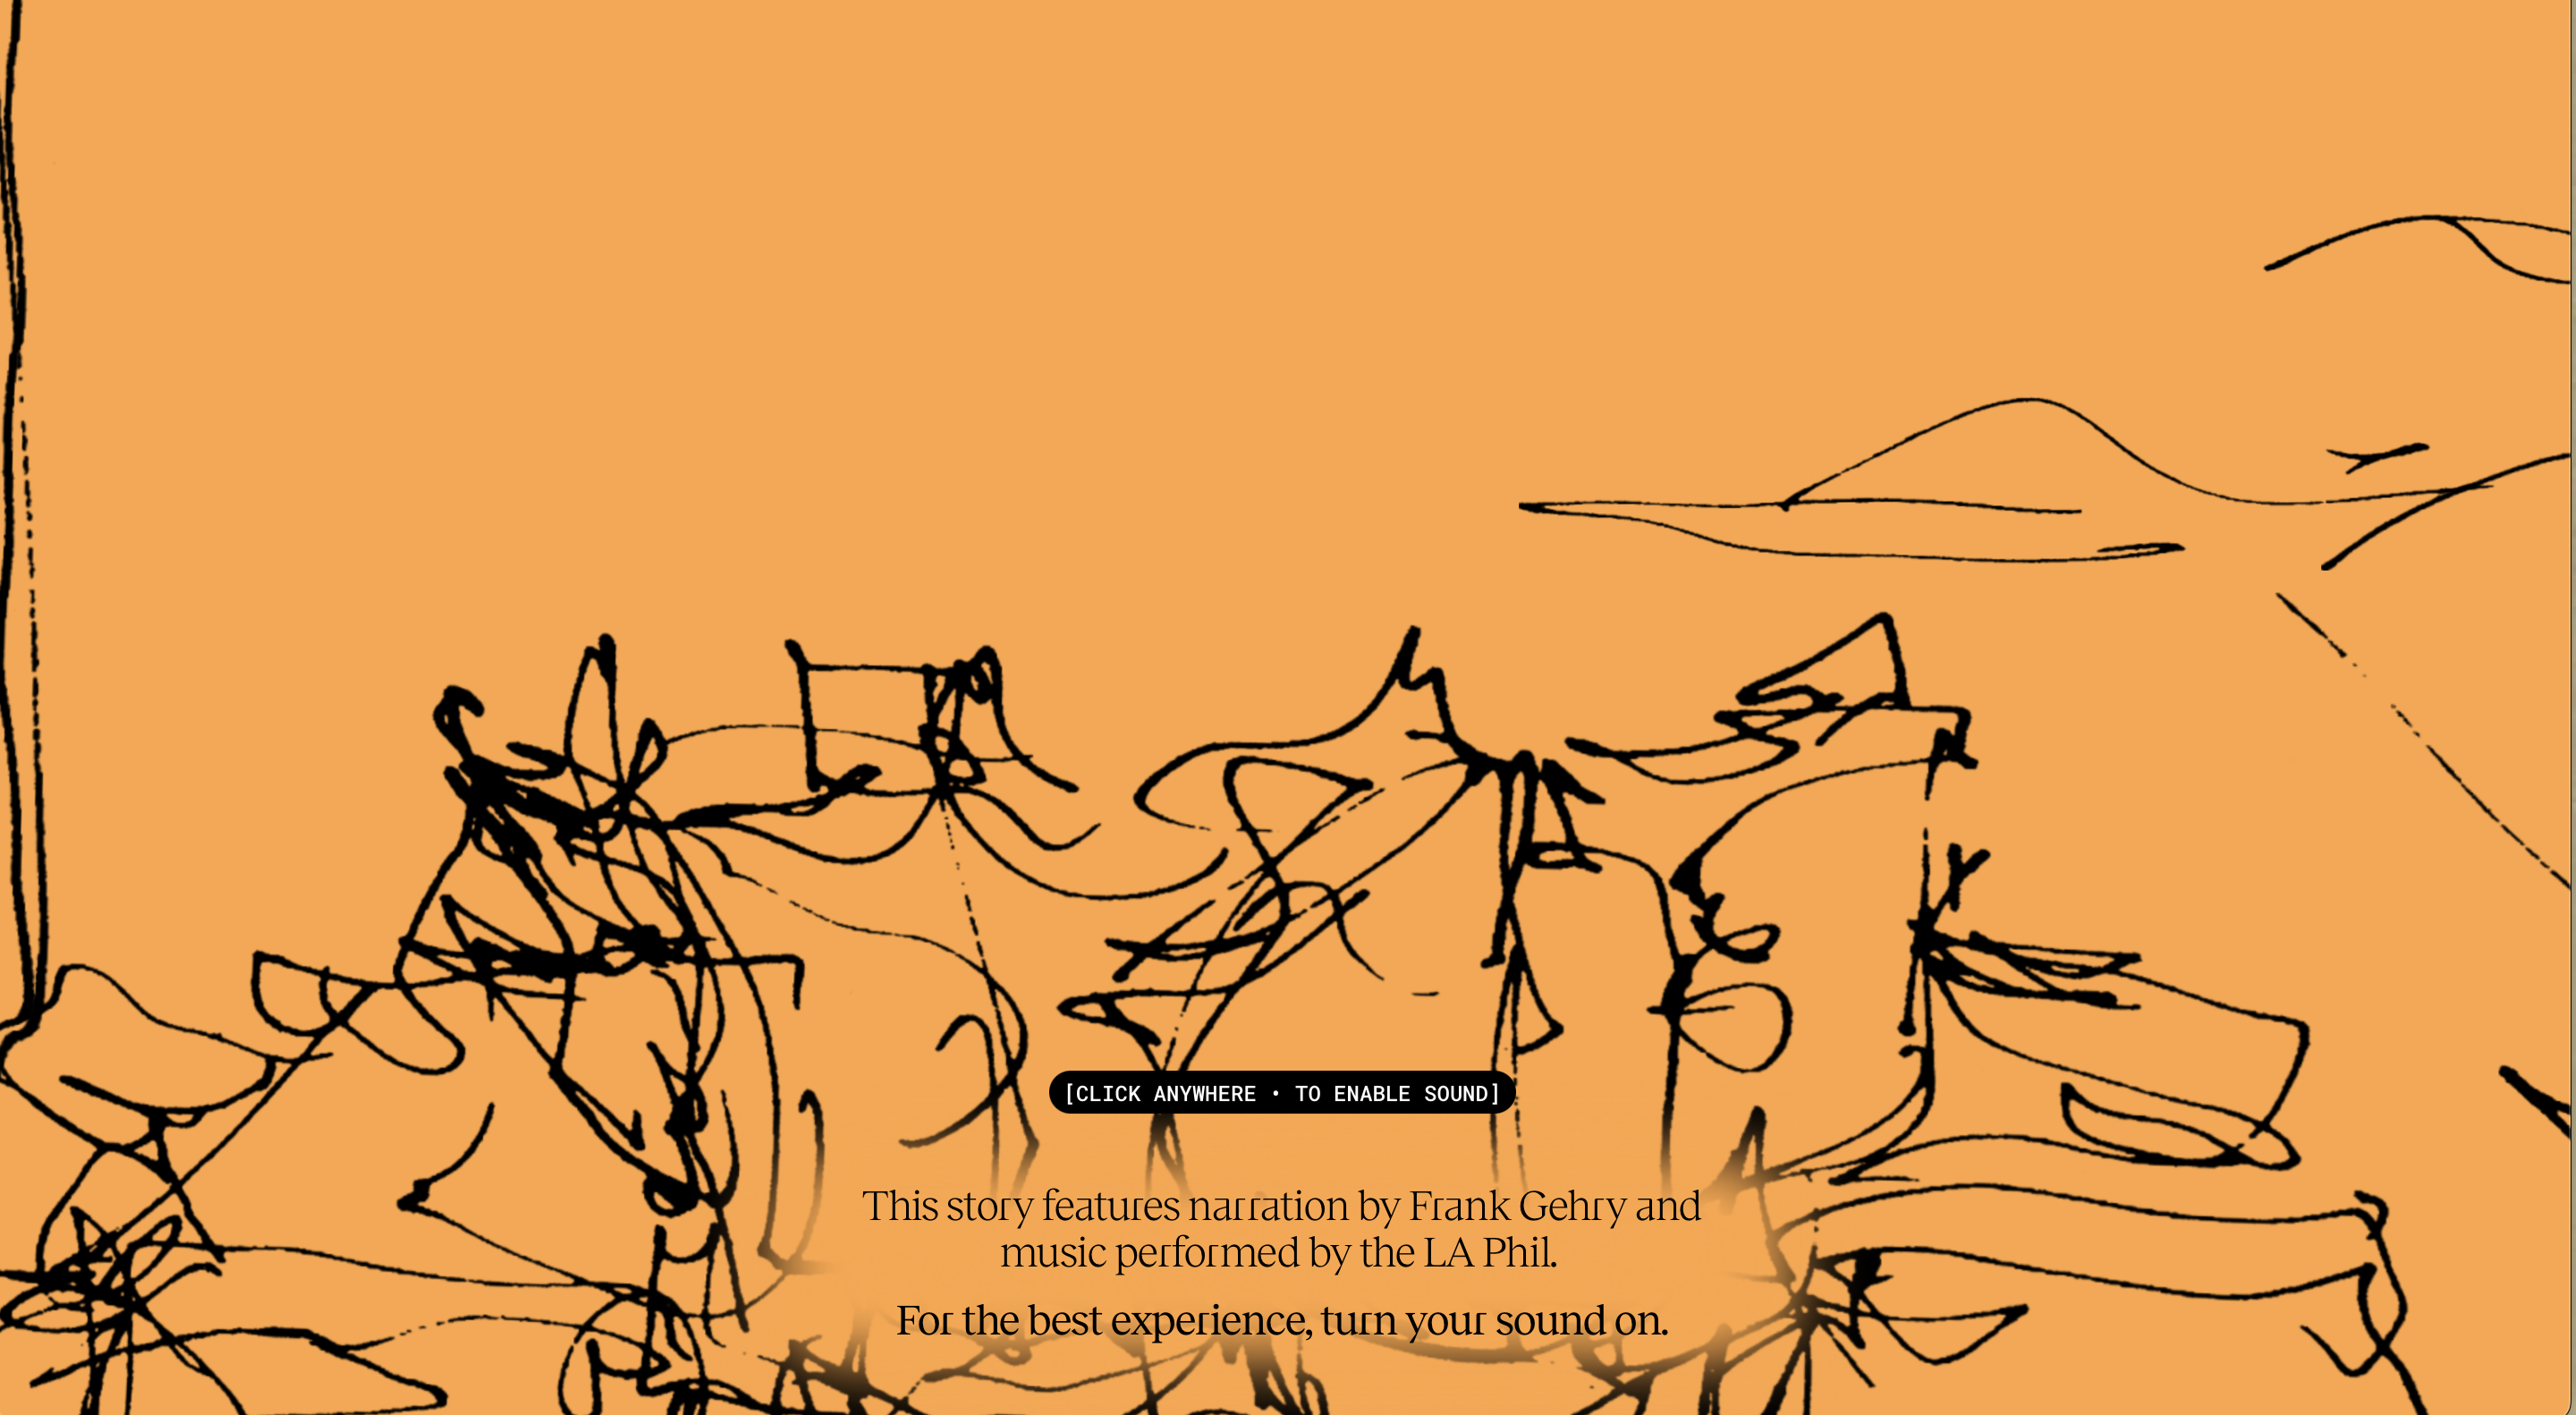 [CLICK ANYWHERE • TO ENABLE SOUND]
This story features narration by Frank Gehry and
music performed by the LA Phil.
For the best experience, turn your sound on.